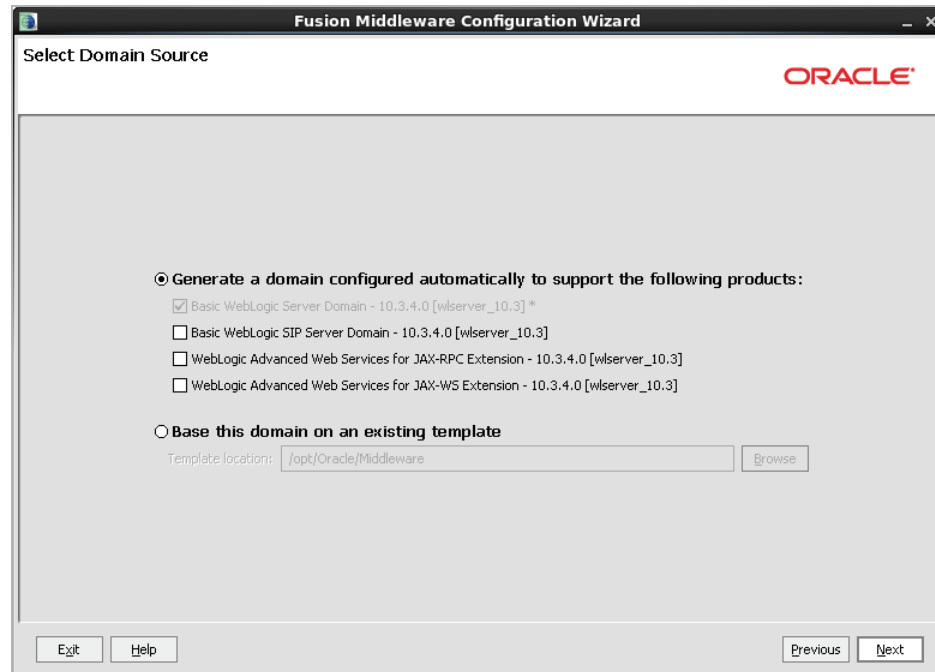 Fusion Middleware Configuration Wizard
Select Domain Source
ORACLE
Generate a domain configured automatically to support the following products:
Basic WebLogic Server Domain - 10.3.4.0 [wlserver_10.3] *
Basic WebLogic SIP Server Domain - 10.3.4.0 [wlserver_10.3]
WebLogic Advanced Web Services for JAX-RPC Extension - 10.3.4.0 [wlserver_10.3]
WebLogic Advanced Web Services for JAX-WS Extension - 10.3.4.0 [wlserver_10.3]
Base this domain on an existing template
Template location: /opt/Oracle/Middleware Browse
Exit Help Previous Next